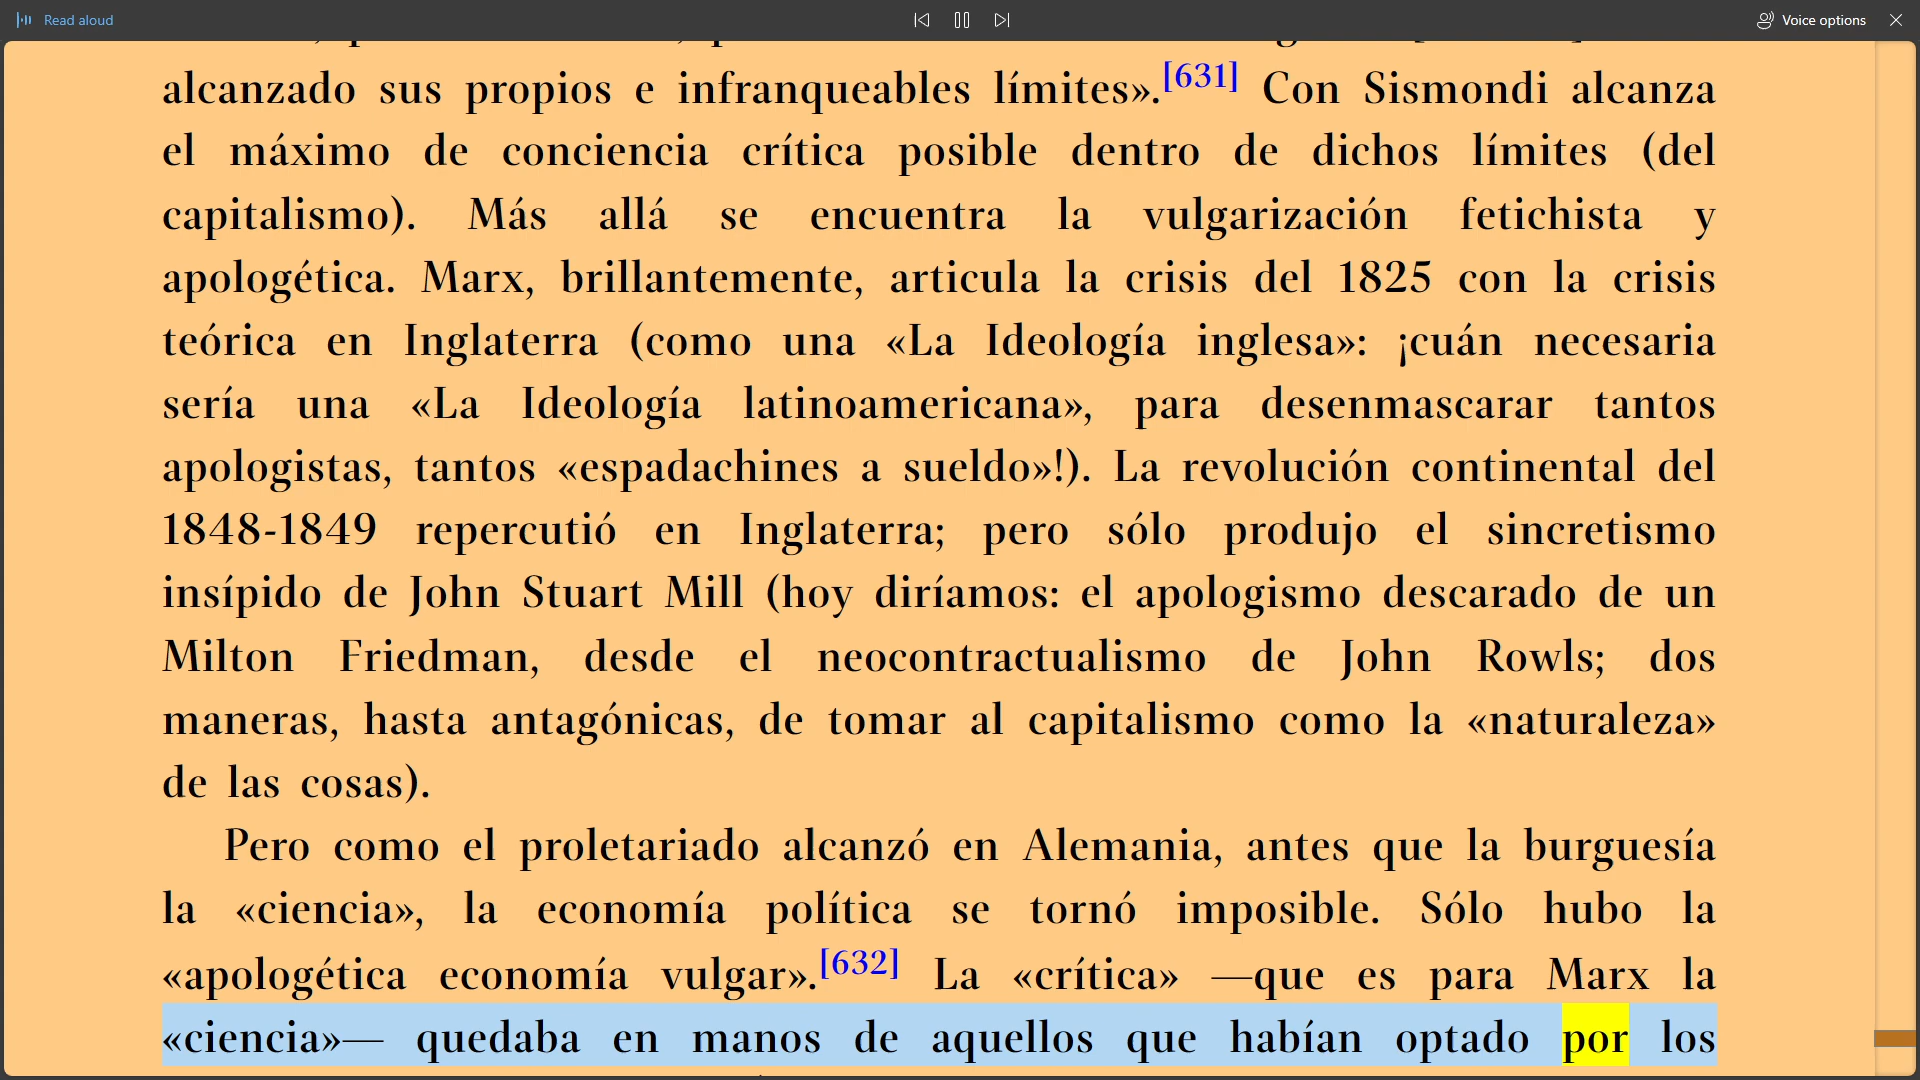 Read aloud
Voice options
alcanzado sus propios e infranqueables límites».[631] Con Sismondi alcanza
el máximo de conciencia crítica posible dentro de dichos límites (del
capitalismo). Más allá se encuentra la vulgarización fetichista y
apologética. Marx, brillantemente, articula la crisis del 1825 con la crisis
teórica en Inglaterra (como una «La Ideología inglesa»: ¡cuán necesaria
sería una «La Ideología latinoamericana», para desenmascarar tantos
apologistas, tantos «espadachines a sueldo»!). La revolución continental del
1848-1849 repercutió en Inglaterra; pero sólo produjo el sincretismo
insípido de John Stuart Mill (hoy diríamos: el apologismo descarado de un
Milton Friedman, desde el neocontractualismo de John Rowls; dos
maneras, hasta antagónicas, de tomar al capitalismo como la «naturaleza»
de las cosas).
Pero como el proletariado alcanzó en Alemania, antes que la burguesía
la «ciencia», la economía política se tornó imposible. Sólo hubo la
«apologética economía vulgar».[632] La «crítica» —que es para Marx la
«ciencia»— quedaba en manos de aquellos que habían optado por los